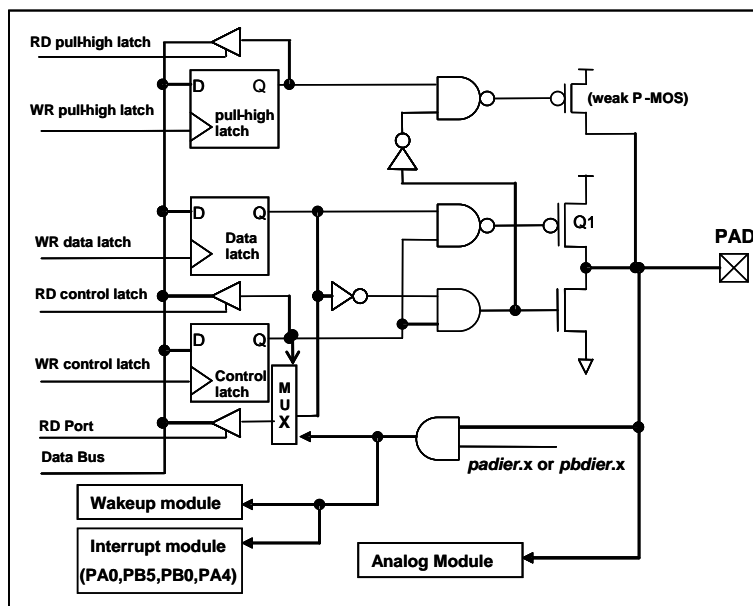 RD pull-high latch
D Q
(weak P-MOS)
WR pull-high latch
pull-high
latch
D Q
Q1
Data
latch
PAD
WR data latch
RD control latch
D Q
WR control latch
Control
latch
M
U
X
RD Port
padier.x or pbdier.x
Data Bus
Wakeup module
Interrupt module
(PA0,PB5,PB0,PA4)
Analog Module